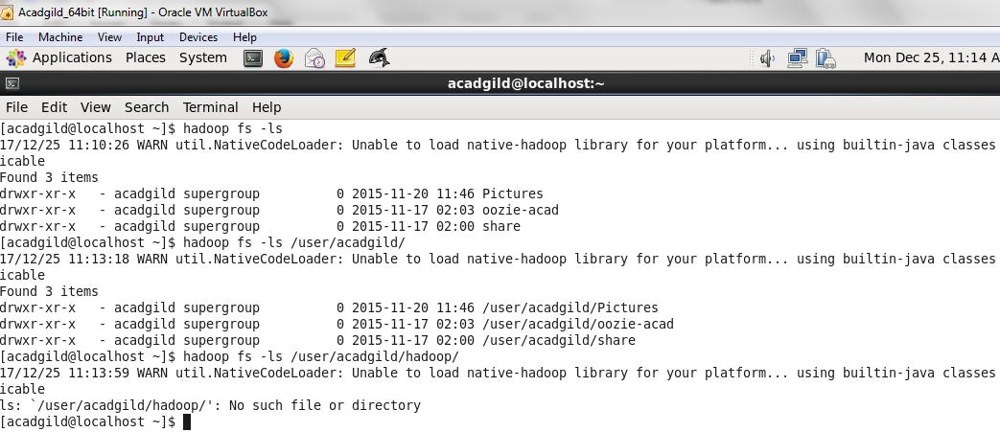 Acadgild_64bit [Running] - Oracle VM VirtualBox
File Machine View Input Devices Help
Applications Places System Mon Dec 25, 11:14 A
acadgild@localhost:~
File Edit View Search Terminal Help
[acadgild@localhost ~]$ hadoop fs -ls
17/12/25 11:10:26 WARN util.NativeCodeLoader: Unable to load native-hadoop library for your platform... using builtin-java classes
icable
Found 3 items
drwxr-xr-x   - acadgild supergroup          0 2015-11-20 11:46 Pictures
drwxr-xr-x   - acadgild supergroup          0 2015-11-17 02:03 oozie-acad
drwxr-xr-x   - acadgild supergroup          0 2015-11-17 02:00 share
[acadgild@localhost ~]$ hadoop fs -ls /user/acadgild/
17/12/25 11:13:18 WARN util.NativeCodeLoader: Unable to load native-hadoop library for your platform... using builtin-java classes
icable
Found 3 items
drwxr-xr-x   - acadgild supergroup          0 2015-11-20 11:46 /user/acadgild/Pictures
drwxr-xr-x   - acadgild supergroup          0 2015-11-17 02:03 /user/acadgild/oozie-acad
drwxr-xr-x   - acadgild supergroup          0 2015-11-17 02:00 /user/acadgild/share
[acadgild@localhost ~]$ hadoop fs -ls /user/acadgild/hadoop/
17/12/25 11:13:59 WARN util.NativeCodeLoader: Unable to load native-hadoop library for your platform... using builtin-java classes
icable
ls: `/user/acadgild/hadoop/': No such file or directory
[acadgild@localhost ~]$